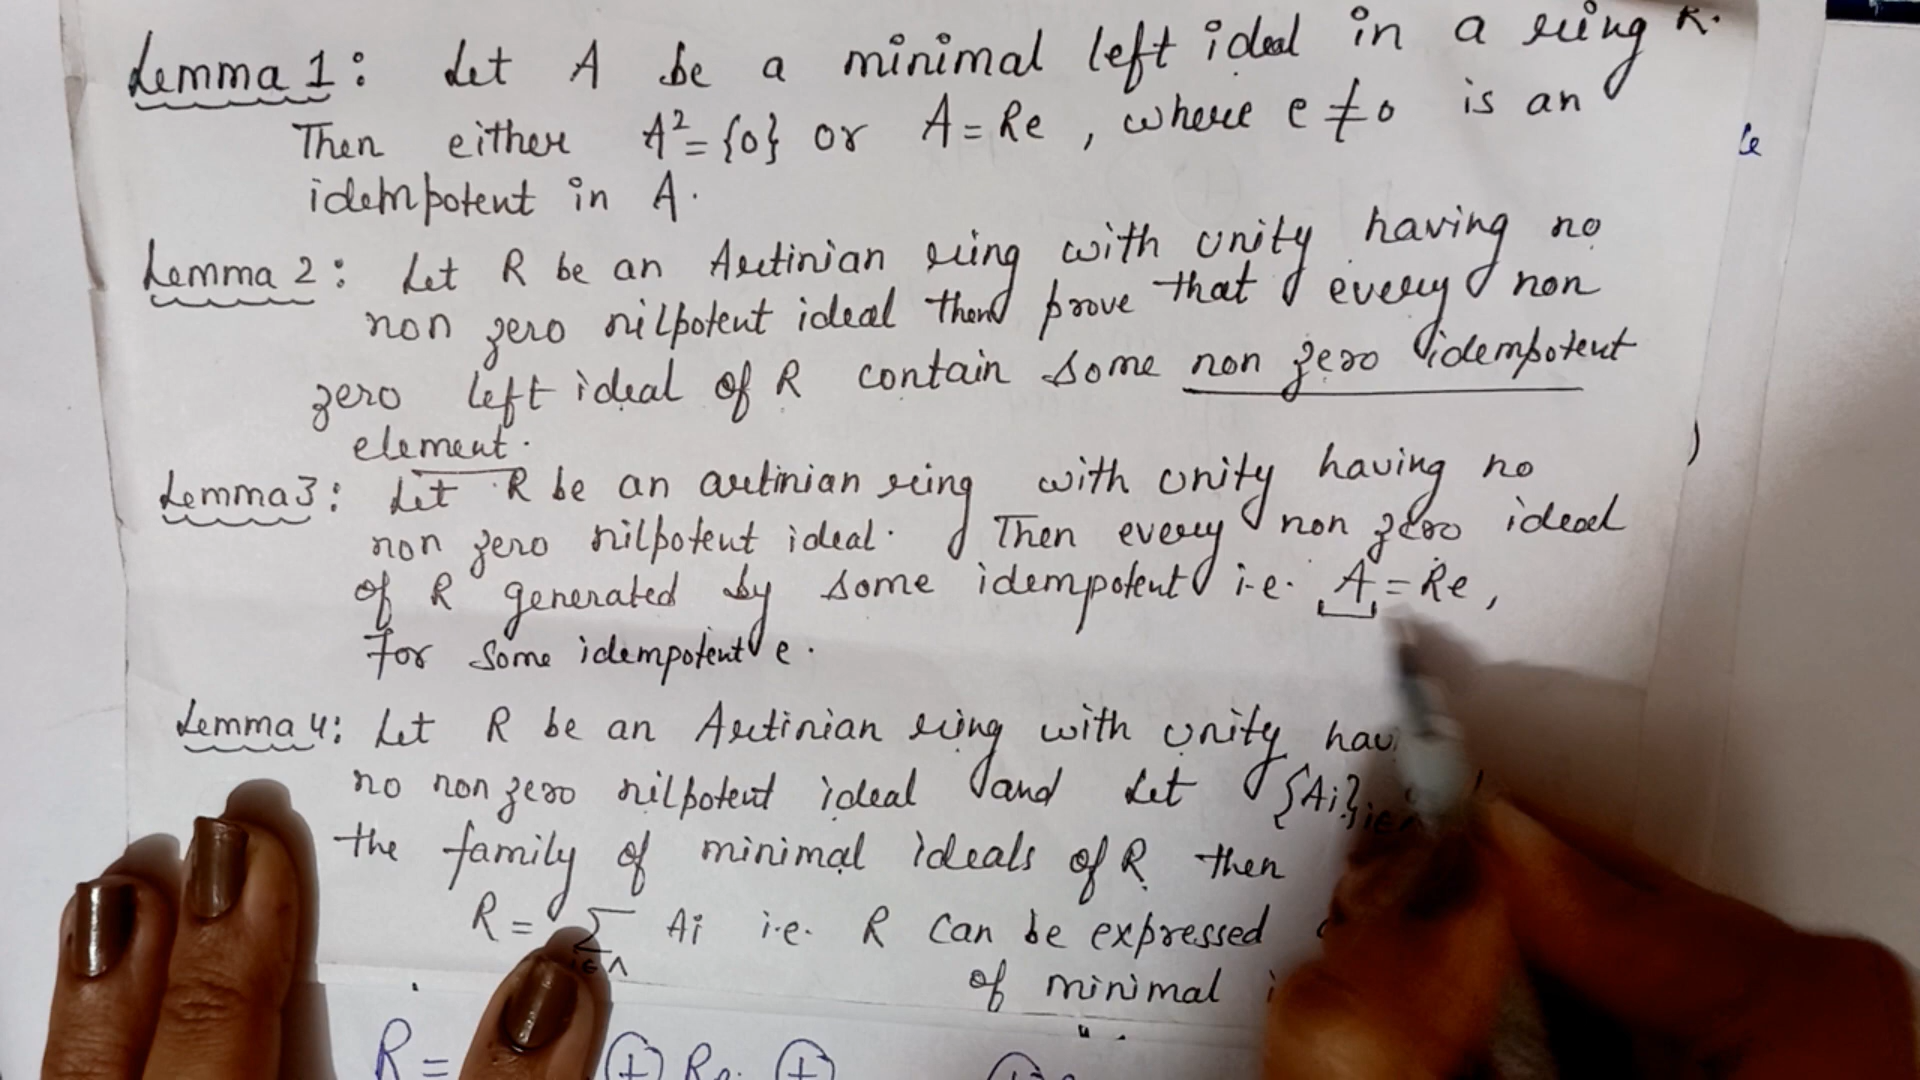 Lemma 1: Let A be a minimal left ideal in a ring R.
Then either A² = {0} or A = Re, where e ≠ 0 is an
idempotent in A.
Lemma 2: Let R be an Artinian ring with unity having no
non zero nilpotent ideal then prove that every non
zero left ideal of R contain some non zero idempotent
element.
Lemma 3: Let R be an artinian ring with unity having no
non zero nilpotent ideal. Then every non zero ideal
of R generated by some idempotent i.e. A = Re,
for some idempotent e.
Lemma 4: Let R be an Artinian ring with unity hav
no non zero nilpotent ideal and let {Ai}i∈
the family of minimal ideals of R then
R = Σ i∈Λ Ai i.e. R can be expressed
of minimal i
R = ⊕ Re ⊕